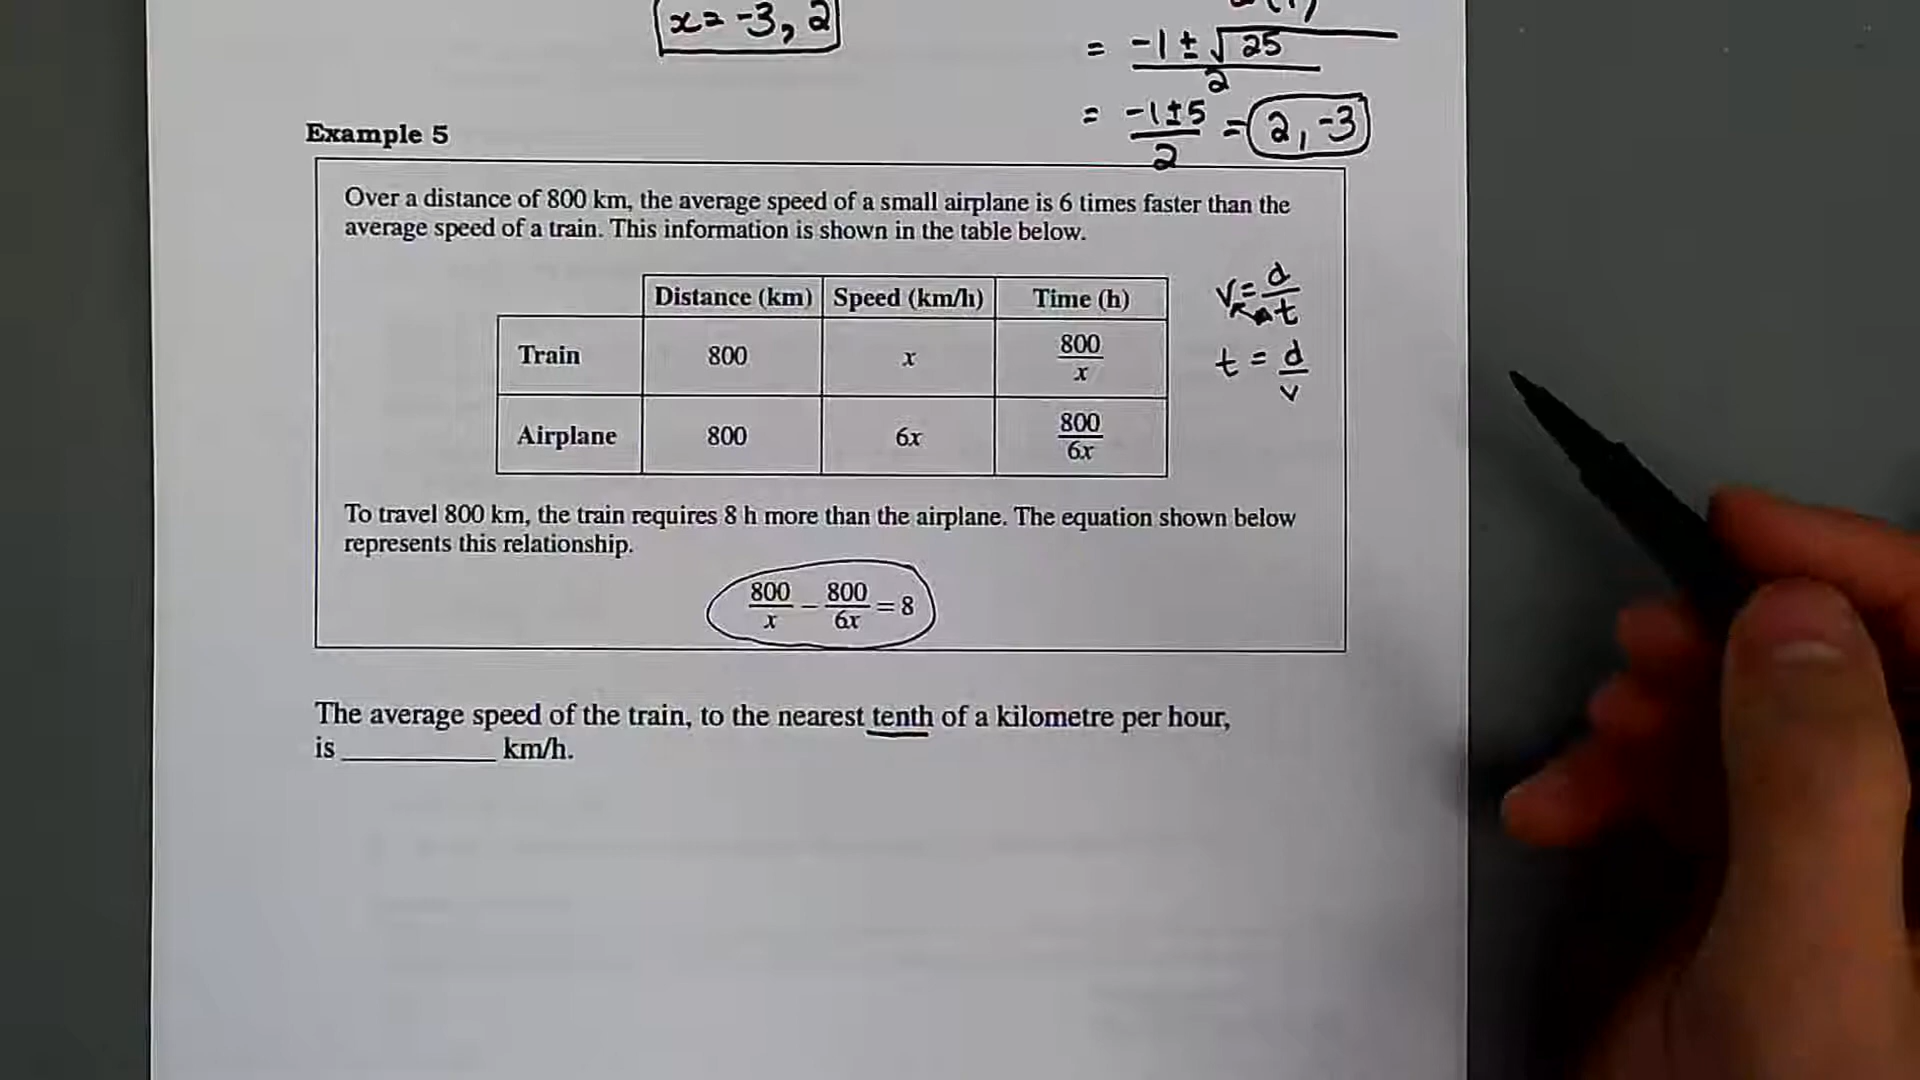 x = -3, 2
= -1 ± √25 / 2
= -1 ± 5 / 2 = 2, -3
Example 5
Over a distance of 800 km, the average speed of a small airplane is 6 times faster than the
average speed of a train. This information is shown in the table below.
Distance (km) Speed (km/h) Time (h)
Train 800 x 800/x
Airplane 800 6x 800/6x
v = d/t
t = d/v
To travel 800 km, the train requires 8 h more than the airplane. The equation shown below
represents this relationship.
800/x − 800/6x = 8
The average speed of the train, to the nearest tenth of a kilometre per hour,
is __________ km/h.